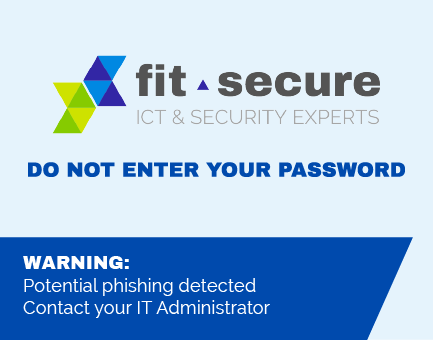 fit secure
ICT & SECURITY EXPERTS
DO NOT ENTER YOUR PASSWORD
WARNING:
Potential phishing detected
Contact your IT Administrator